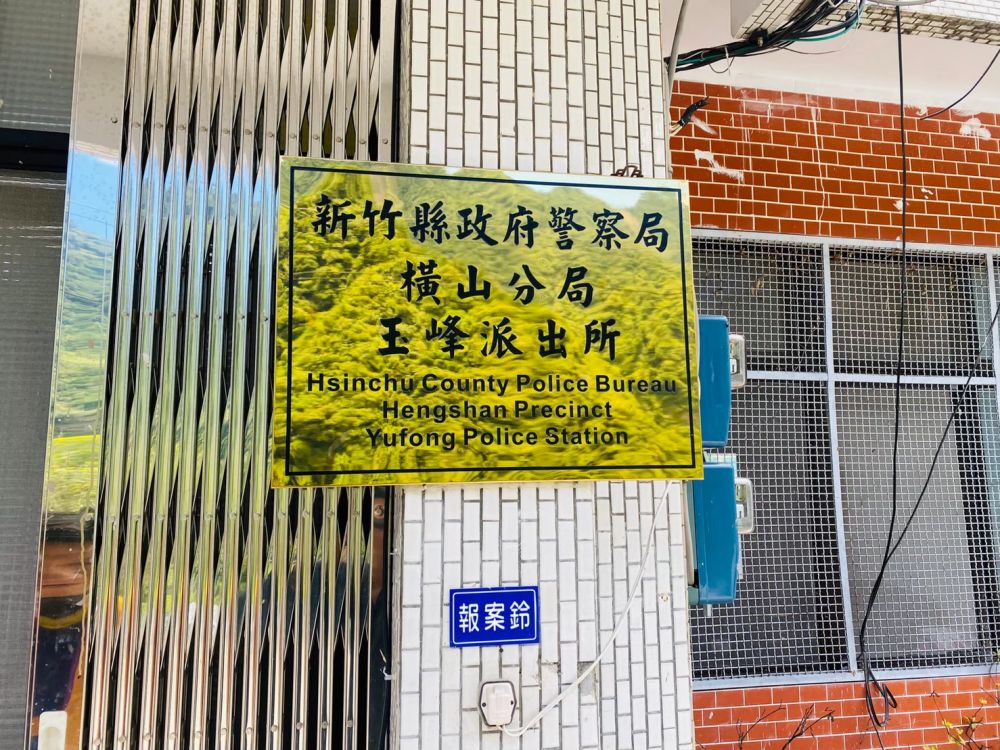 新竹縣政府警察局
橫山分局
玉峰派出所
Hsinchu County Police Bureau
Hengshan Precinct
Yufong Police Station
報案鈴